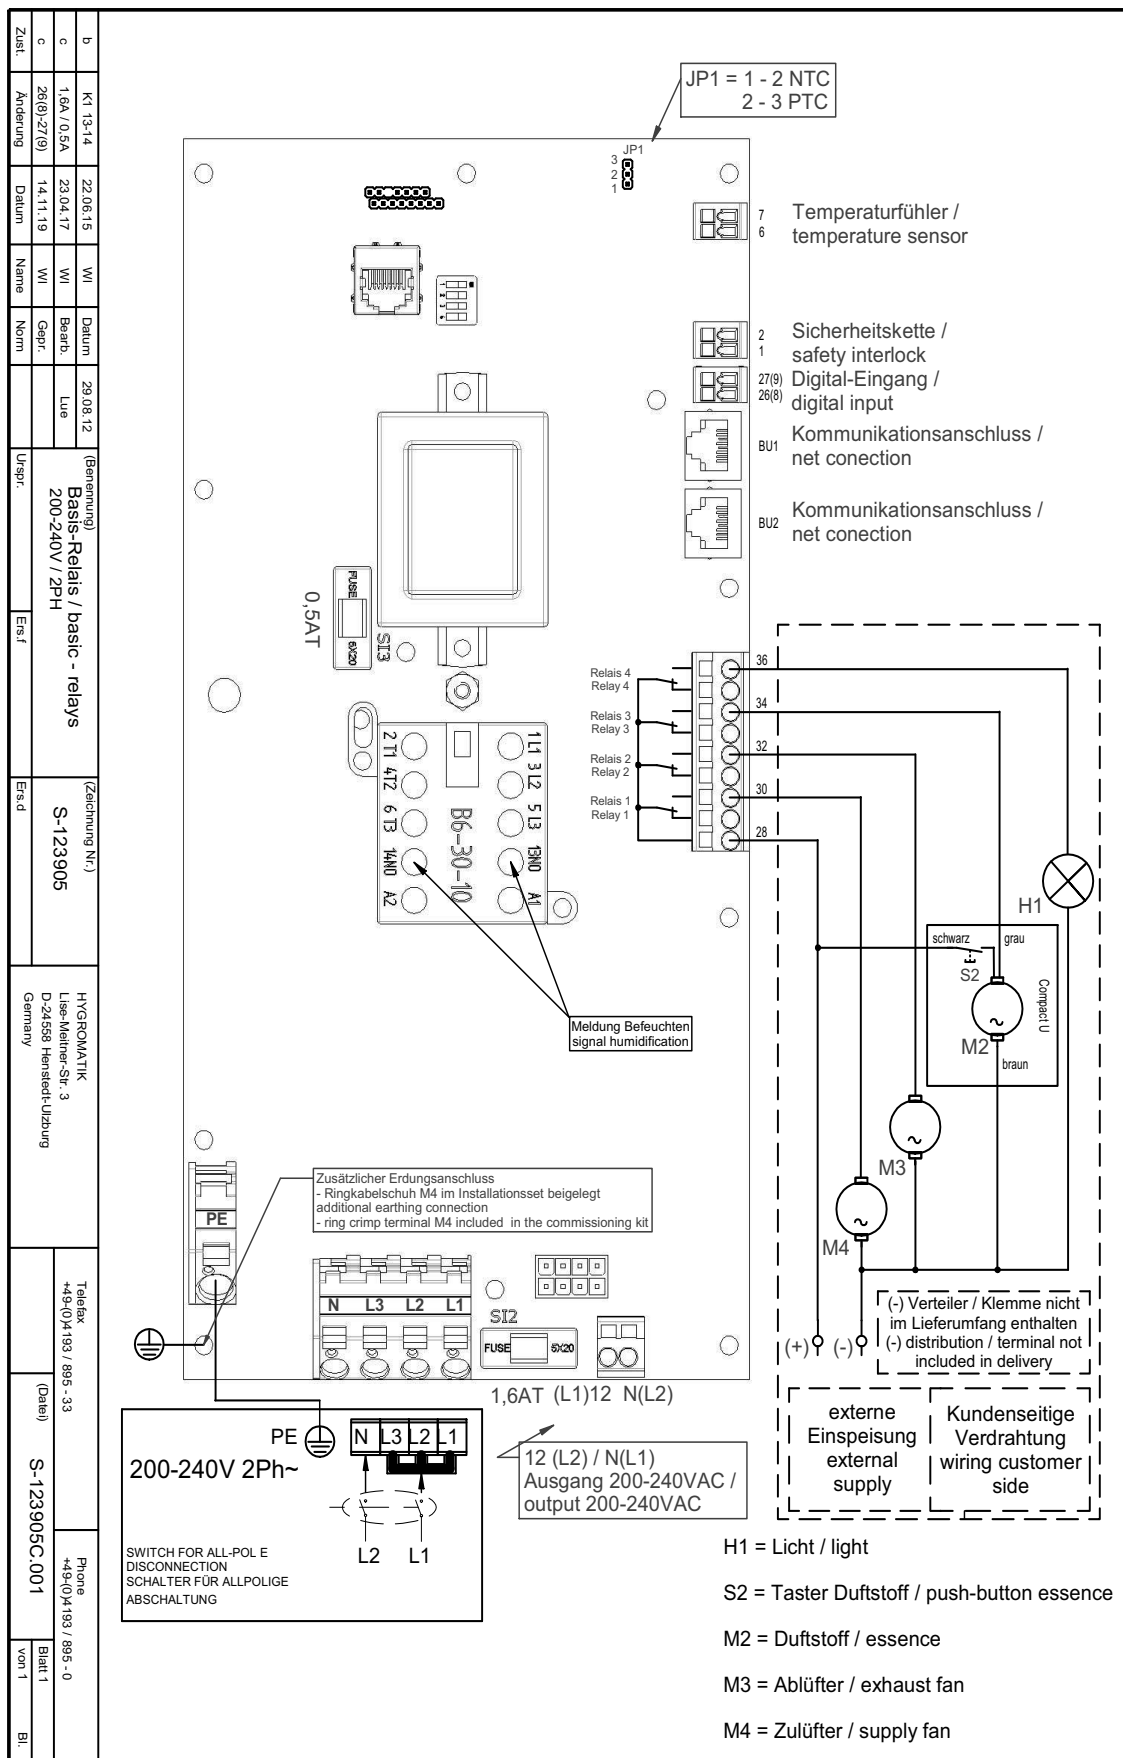 JP1 = 1 - 2 NTC
2 - 3 PTC
JP1
3
2
1
7
6
Temperaturfühler /
temperature sensor
2
1
Sicherheitskette /
safety interlock
27(9)
26(8)
Digital-Eingang /
digital input
BU1
Kommunikationsanschluss /
net conection
BU2
Kommunikationsanschluss /
net conection
FUSE
5X20
SI3
0,5AT
Relais 4
Relay 4
Relais 3
Relay 3
Relais 2
Relay 2
Relais 1
Relay 1
36
34
32
30
28
2 T1
4T2
6 T3
14NO
A2
B6-30-10
1 L1
3 L2
5 L3
13NO
A1
Meldung Befeuchten
signal humidification
H1
schwarz
grau
S2
Compact U
M2
braun
M3
M4
Zusätzlicher Erdungsanschluss
- Ringkabelschuh M4 im Installationsset beigelegt
additional earthing connection
- ring crimp terminal M4 included in the commissioning kit
PE
N L3 L2 L1
SI2
FUSE 5X20
1,6AT (L1)12 N(L2)
(+) (-)
(-) Verteiler / Klemme nicht
im Lieferumfang enthalten
(-) distribution / terminal not
included in delivery
externe
Einspeisung
external
supply
Kundenseitige
Verdrahtung
wiring customer
side
12 (L2) / N(L1)
Ausgang 200-240VAC /
output 200-240VAC
PE
N L3 L2 L1
200-240V 2Ph~
L2 L1
SWITCH FOR ALL-POL E
DISCONNECTION
SCHALTER FÜR ALLPOLIGE
ABSCHALTUNG
H1 = Licht / light
S2 = Taster Duftstoff / push-button essence
M2 = Duftstoff / essence
M3 = Ablüfter / exhaust fan
M4 = Zulüfter / supply fan
b K1 13-14 22.06.15 WI Datum 29.08.12
c 1,6A / 0,5A 23.04.17 WI Bearb. Lue
c 26(8)-27(9) 14.11.19 WI Gepr.
Zust. Änderung Datum Name Norm
(Benennung)
Basis-Relais / basic - relays
200-240V / 2PH
Urspr.
Ers.f
(Zeichnung Nr.)
S-123905
Ers.d
HYGROMATIK
Lise-Meitner-Str. 3
D-24558 Henstedt-Ulzburg
Germany
Telefax
+49-(0)4193 / 895 - 33
Phone
+49-(0)4193 / 895 - 0
(Datei)
S-123905C.001
Blatt 1
von 1
Bl.